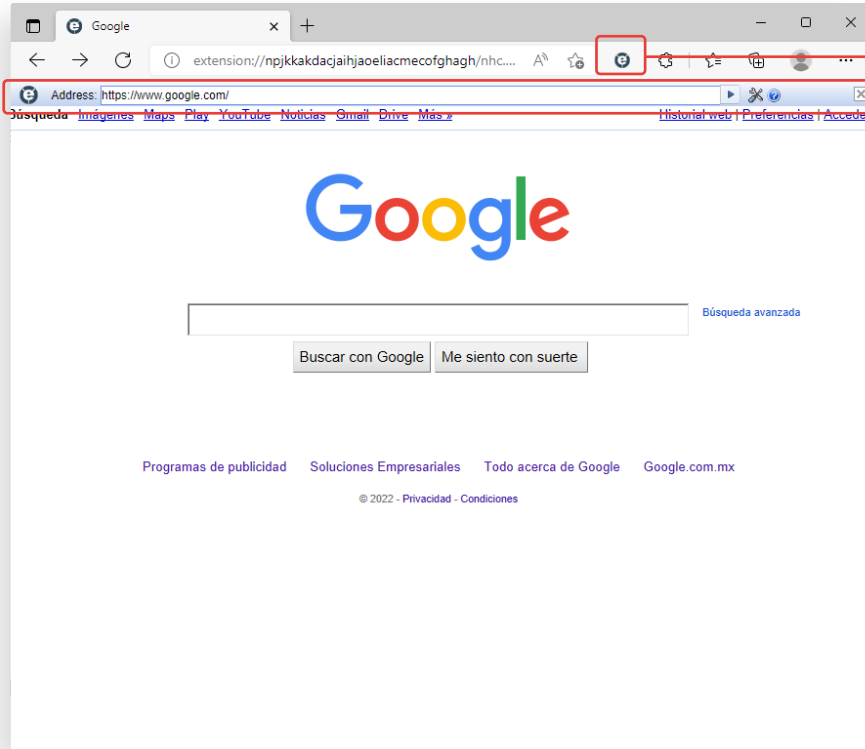 Google
extension://npjkkakdacjaihjaoeliacmecofghagh/nhc....
Address: https://www.google.com/
Búsqueda Imágenes Maps Play YouTube Noticias Gmail Drive Más » Historial web | Preferencias | Accede
Google
Búsqueda avanzada
Buscar con Google Me siento con suerte
Programas de publicidad Soluciones Empresariales Todo acerca de Google Google.com.mx
© 2022 - Privacidad - Condiciones